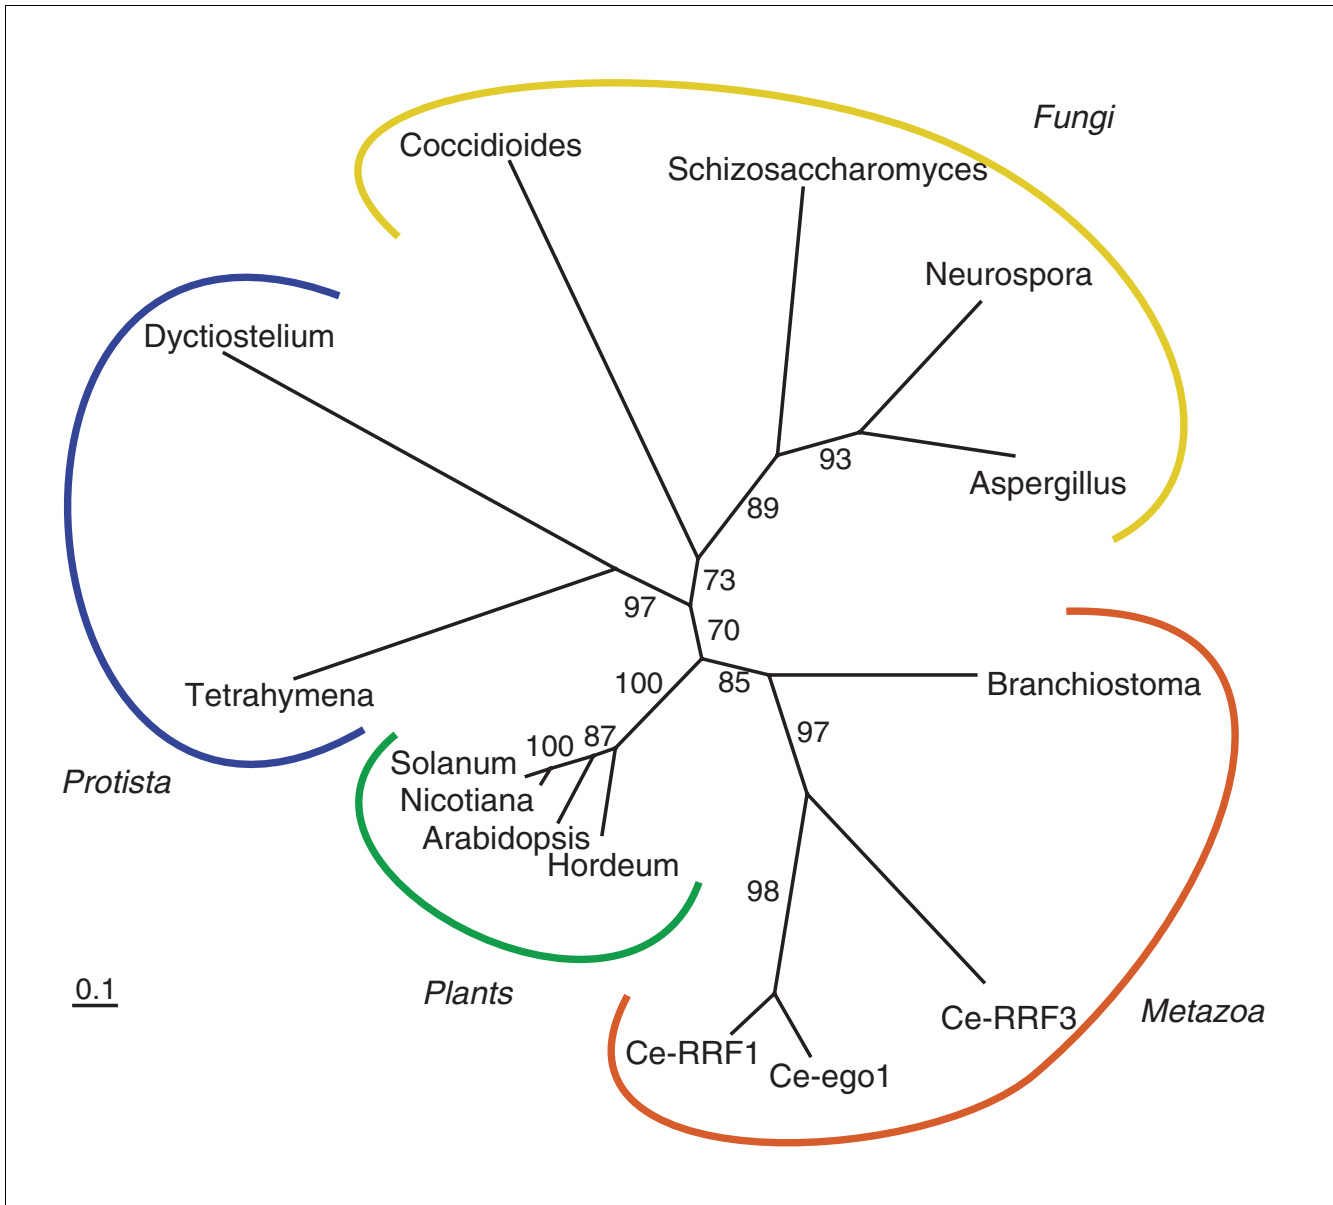 Fungi
Coccidioides
Schizosaccharomyces
Neurospora
Dyctiostelium
93
Aspergillus
89
73
97
70
100
85
Branchiostoma
Tetrahymena
97
100
87
Solanum
Protista
Nicotiana
Arabidopsis
Hordeum
98
0.1
Plants
Ce-RRF3
Metazoa
Ce-RRF1
Ce-ego1